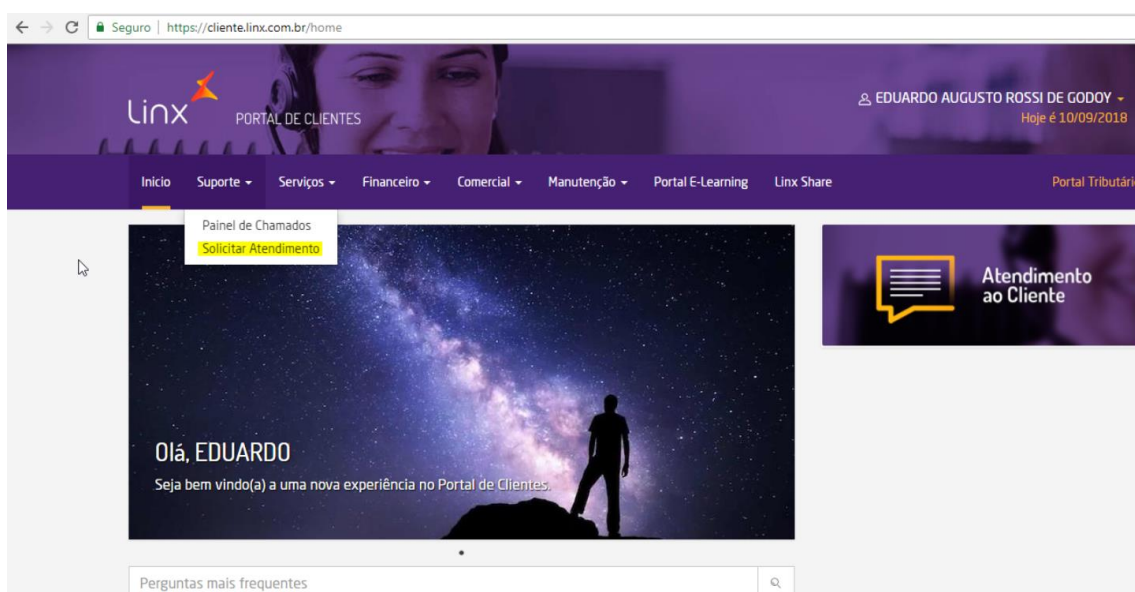 Seguro | https://cliente.linx.com.br/home
Linx
PORTAL DE CLIENTES
EDUARDO AUGUSTO ROSSI DE GODOY
Hoje é 10/09/2018
Inicio Suporte Serviços Financeiro Comercial Manutenção Portal E-Learning Linx Share
Painel de Chamados
Solicitar Atendimento
Atendimento
ao Cliente
Olá, EDUARDO
Seja bem vindo(a) a uma nova experiência no Portal de Clientes.
Perguntas mais frequentes